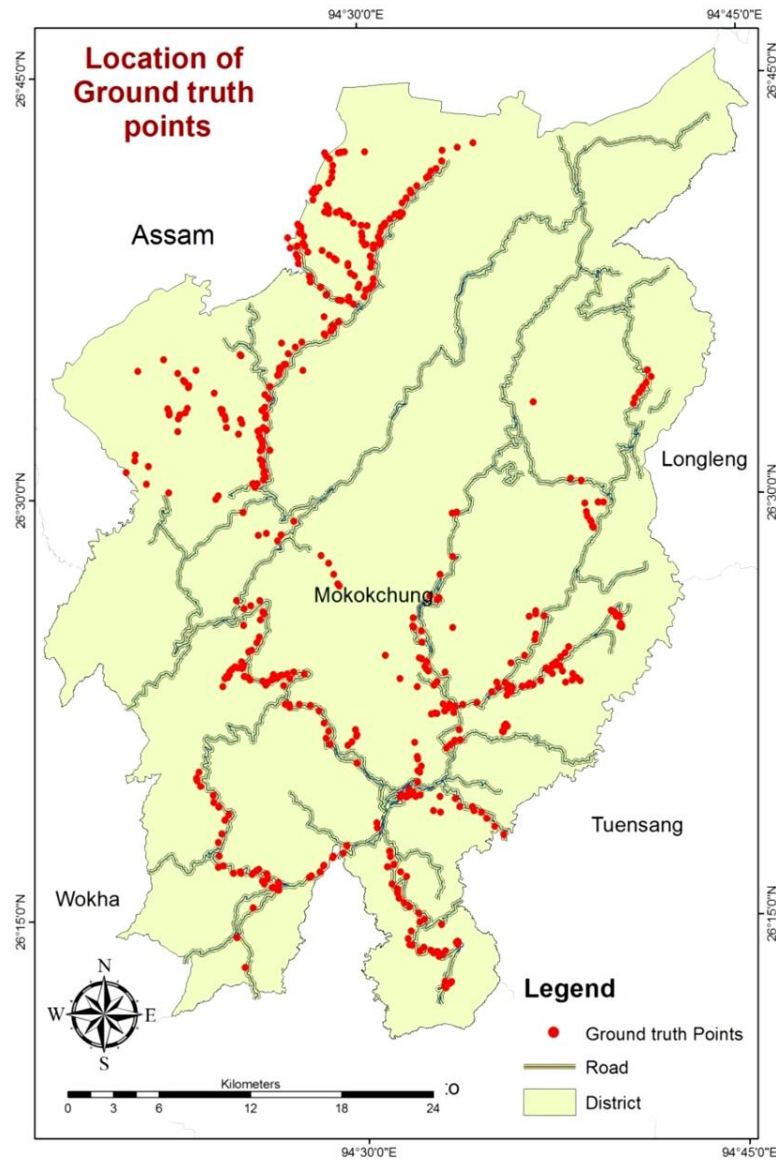 94°30'0"E
94°45'0"E
26°45'0"N
26°45'0"N
Location of
Ground truth
points
Assam
Longleng
26°30'0"N
26°30'0"N
Mokokchung
Tuensang
Wokha
26°15'0"N
26°15'0"N
N
W
E
S
Legend
Ground truth Points
Road
District
Kilometers
:O
0
3
6
12
18
24
94°30'0"E
94°45'0"E